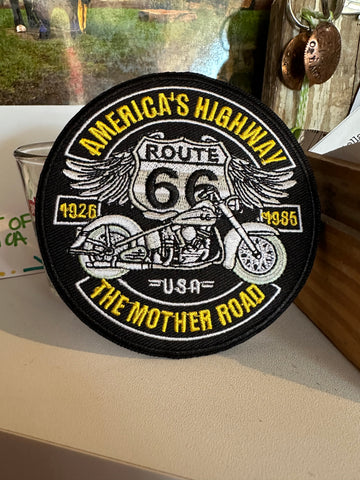 AMERICA'S HIGHWAY
ROUTE
66
1926
1985
USA
THE MOTHER ROAD